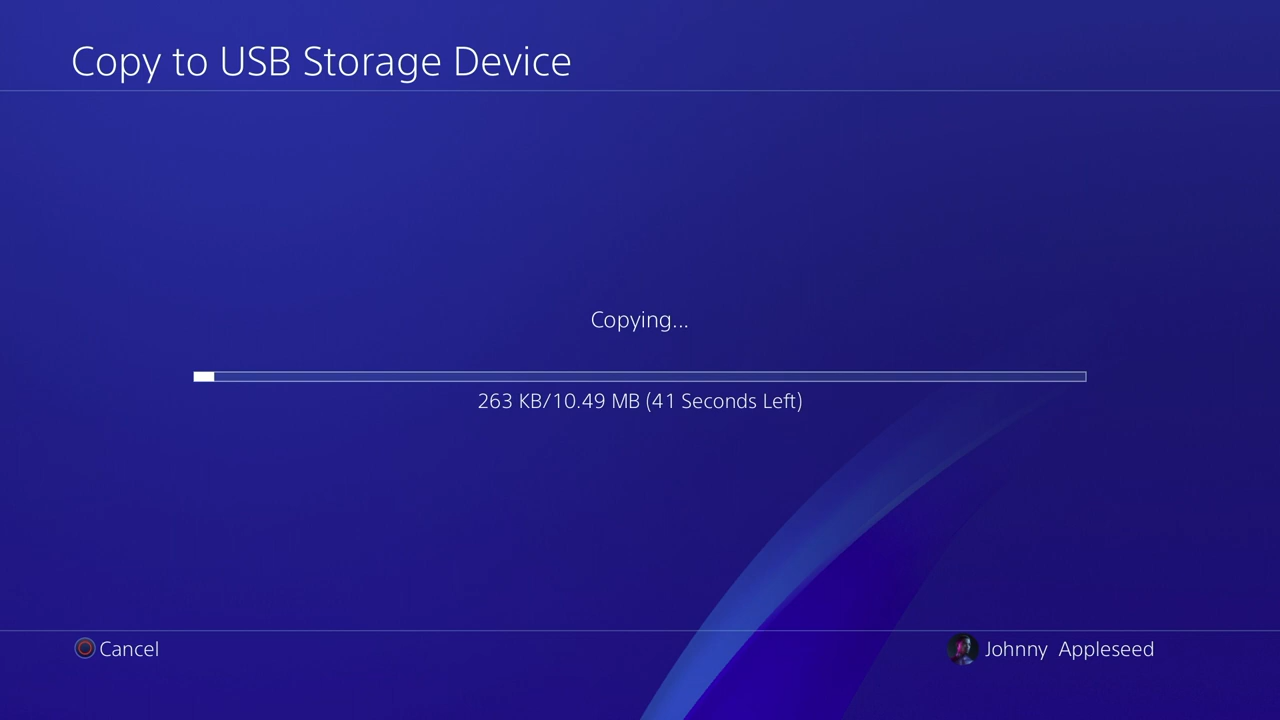 Copy to USB Storage Device
Copying...
263 KB/10.49 MB (41 Seconds Left)
Cancel
Johnny Appleseed